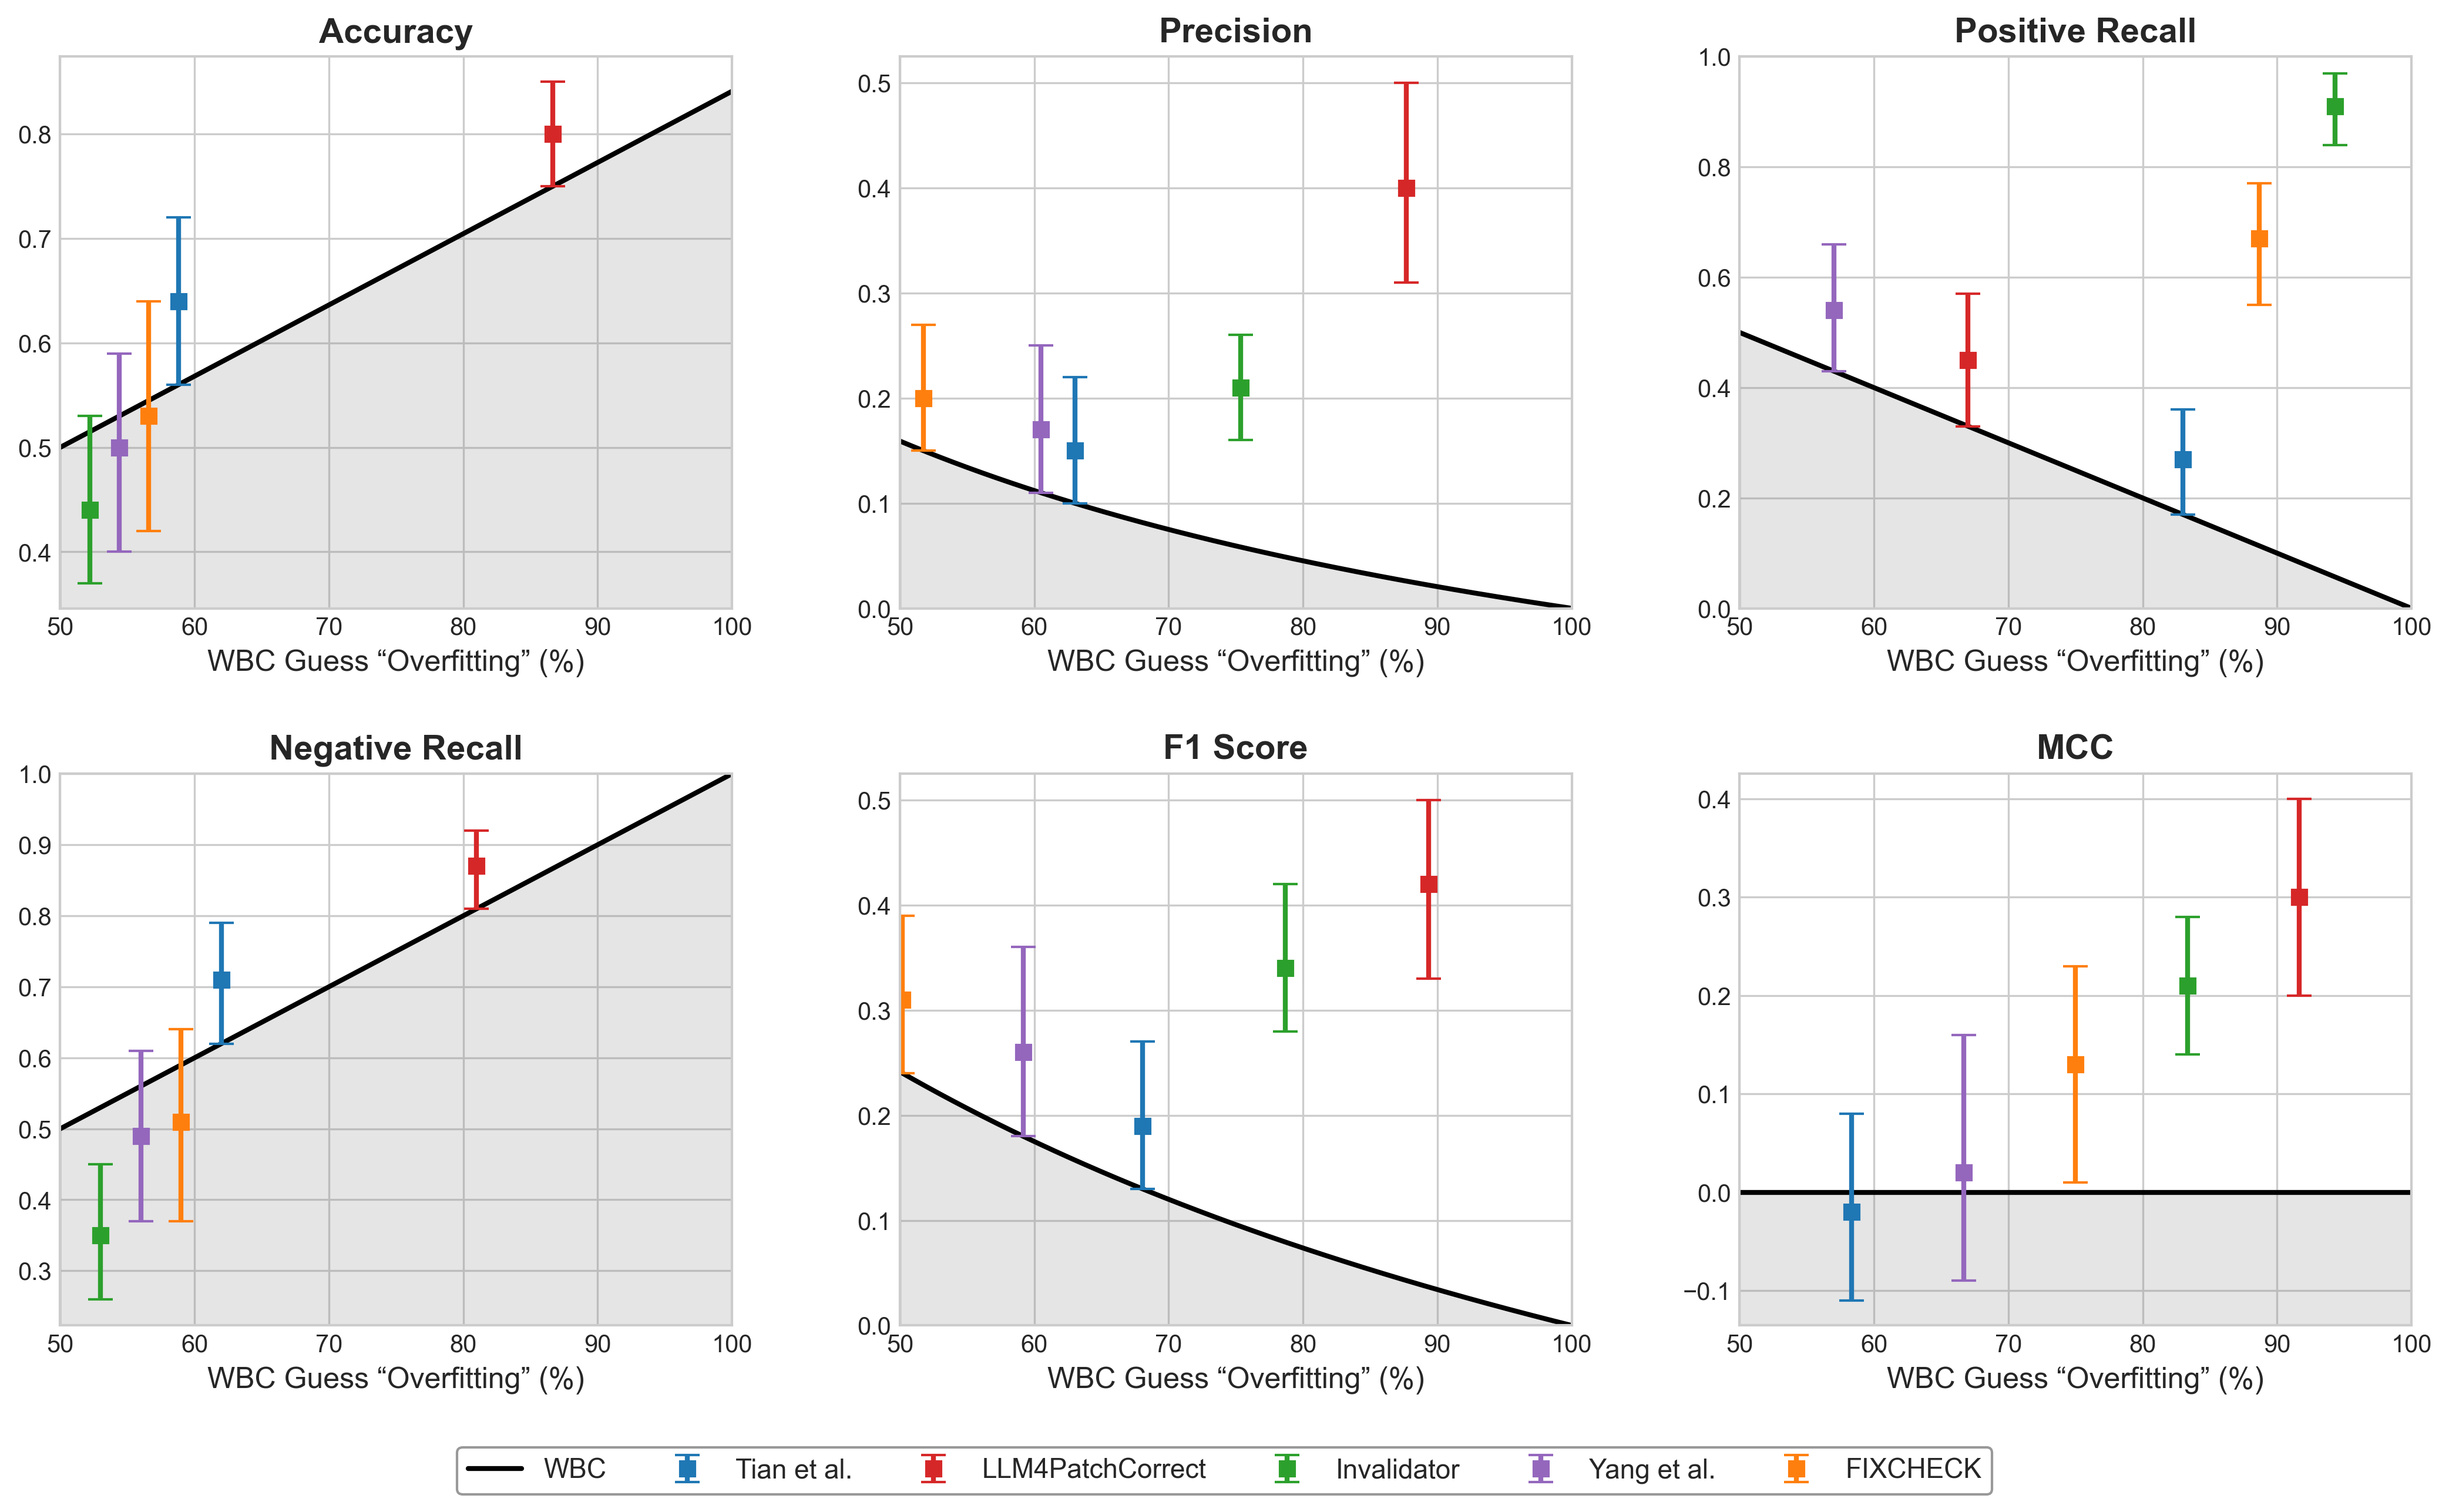 Accuracy
0.8
0.7
0.6
0.5
0.4
50 60 70 80 90 100
WBC Guess “Overfitting” (%)
Precision
0.5
0.4
0.3
0.2
0.1
0.0
50 60 70 80 90 100
WBC Guess “Overfitting” (%)
Positive Recall
1.0
0.8
0.6
0.4
0.2
0.0
50 60 70 80 90 100
WBC Guess “Overfitting” (%)
Negative Recall
1.0
0.9
0.8
0.7
0.6
0.5
0.4
0.3
50 60 70 80 90 100
WBC Guess “Overfitting” (%)
F1 Score
0.5
0.4
0.3
0.2
0.1
0.0
50 60 70 80 90 100
WBC Guess “Overfitting” (%)
MCC
0.4
0.3
0.2
0.1
0.0
−0.1
50 60 70 80 90 100
WBC Guess “Overfitting” (%)
WBC Tian et al. LLM4PatchCorrect Invalidator Yang et al. FIXCHECK